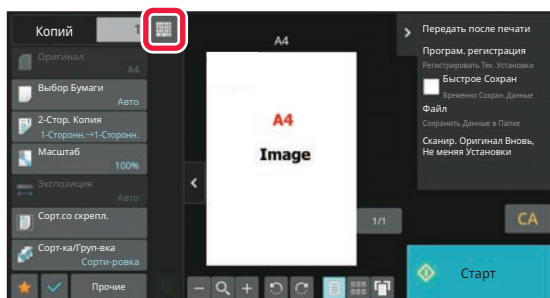 Копий
1
Оригинал
A4
Выбор Бумаги
Авто
2-Стор. Копия
1-Сторонн.→1-Сторонн.
Масштаб
100%
Экспозиция
Авто
Сорт.со скрепл.
Сорт-ка/Груп-вка
Сорти-ровка
Прочие
A4
A4
Image
1/1
Передать после печати
Програм. регистрация
Регистрировать Тек. Установки
Быстрое Сохран
Временно Сохран. Данные
Файл
Сохранить Данные в Папке
Сканир. Оригинал Вновь,
Не меняя Установки
CA
Старт